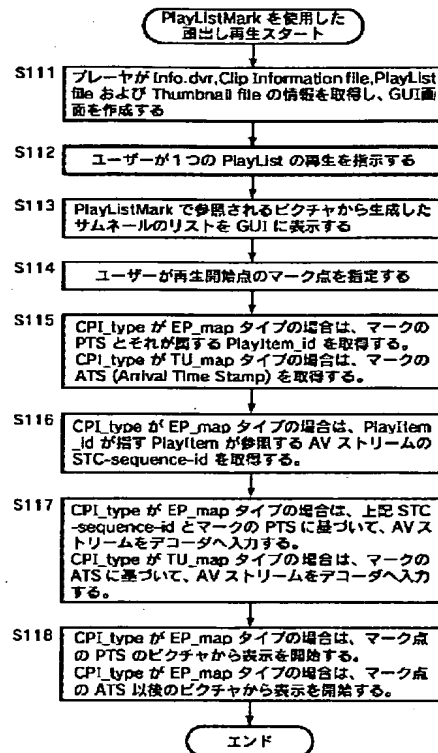 PlayListMark を使用した
頭出し再生スタート
S111
プレーヤが Info.dvr,Clip Information file,PlayList
file および Thumbnail file の情報を取得し、GUI画
面を作成する
S112
ユーザーが１つの PlayList の再生を指示する
S113
PlayListMark で参照されるピクチャから生成した
サムネールのリストを GUI に表示する
S114
ユーザーが再生開始点のマーク点を指定する
S115
CPI_type が EP_map タイプの場合は、マークの
PTS とそれが属する PlayItem_id を取得する。
CPI_type が TU_map タイプの場合は、マークの
ATS (Arrival Time Stamp) を取得する。
S116
CPI_type が EP_map タイプの場合は、PlayItem
_id が指す PlayItem が参照する AV ストリームの
STC-sequence-id を取得する。
S117
CPI_type が EP_map タイプの場合は、上記 STC
-sequence-id とマークの PTS に基づいて、AV ス
トリームをデコーダへ入力する。
CPI_type が TU_map タイプの場合は、マークの
ATS に基づいて、AV ストリームをデコーダへ入力
する。
S118
CPI_type が EP_map タイプの場合は、マーク点
の PTS のピクチャから表示を開始する。
CPI_type が TU_map タイプの場合は、マーク点
の ATS 以後のピクチャから表示を開始する。
エンド